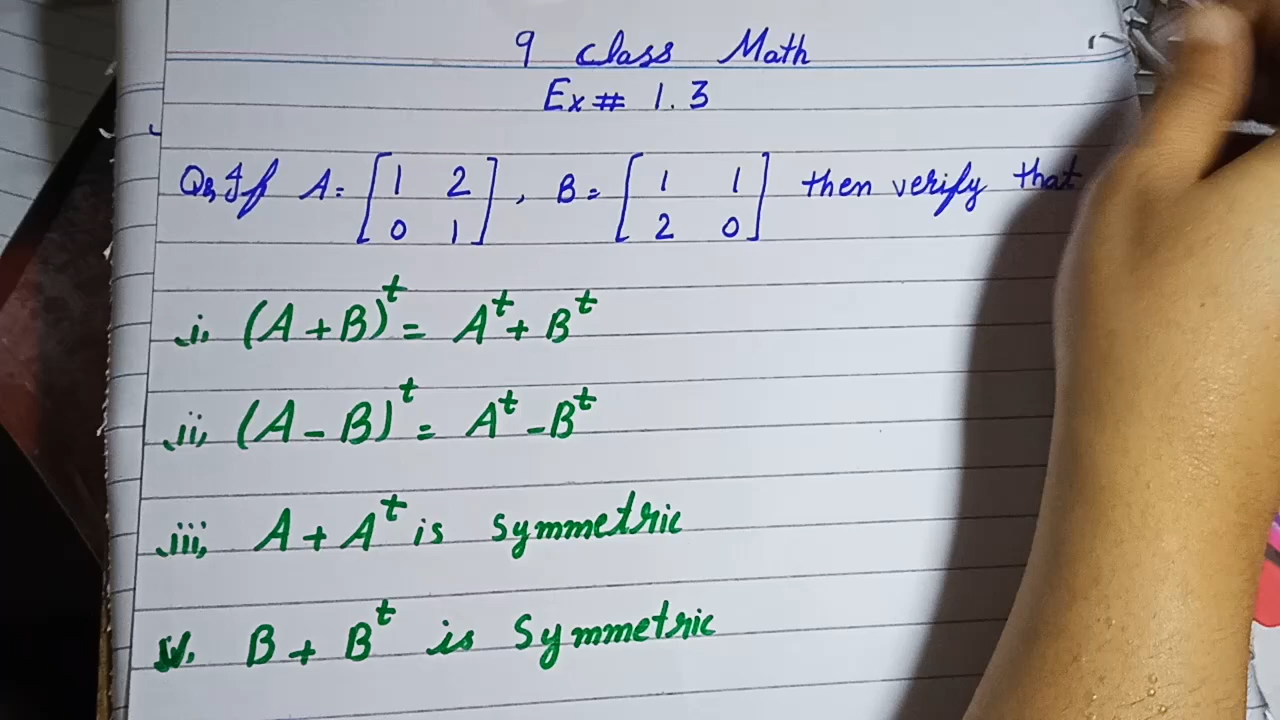 9 Class Math
Ex# 1.3
Q8, If A = [1 2 0 1], B = [1 1 2 0] then verify that
i, (A + B)^t = A^t + B^t
ii, (A - B)^t = A^t - B^t
iii, A + A^t is symmetric
v. B + B^t is Symmetric